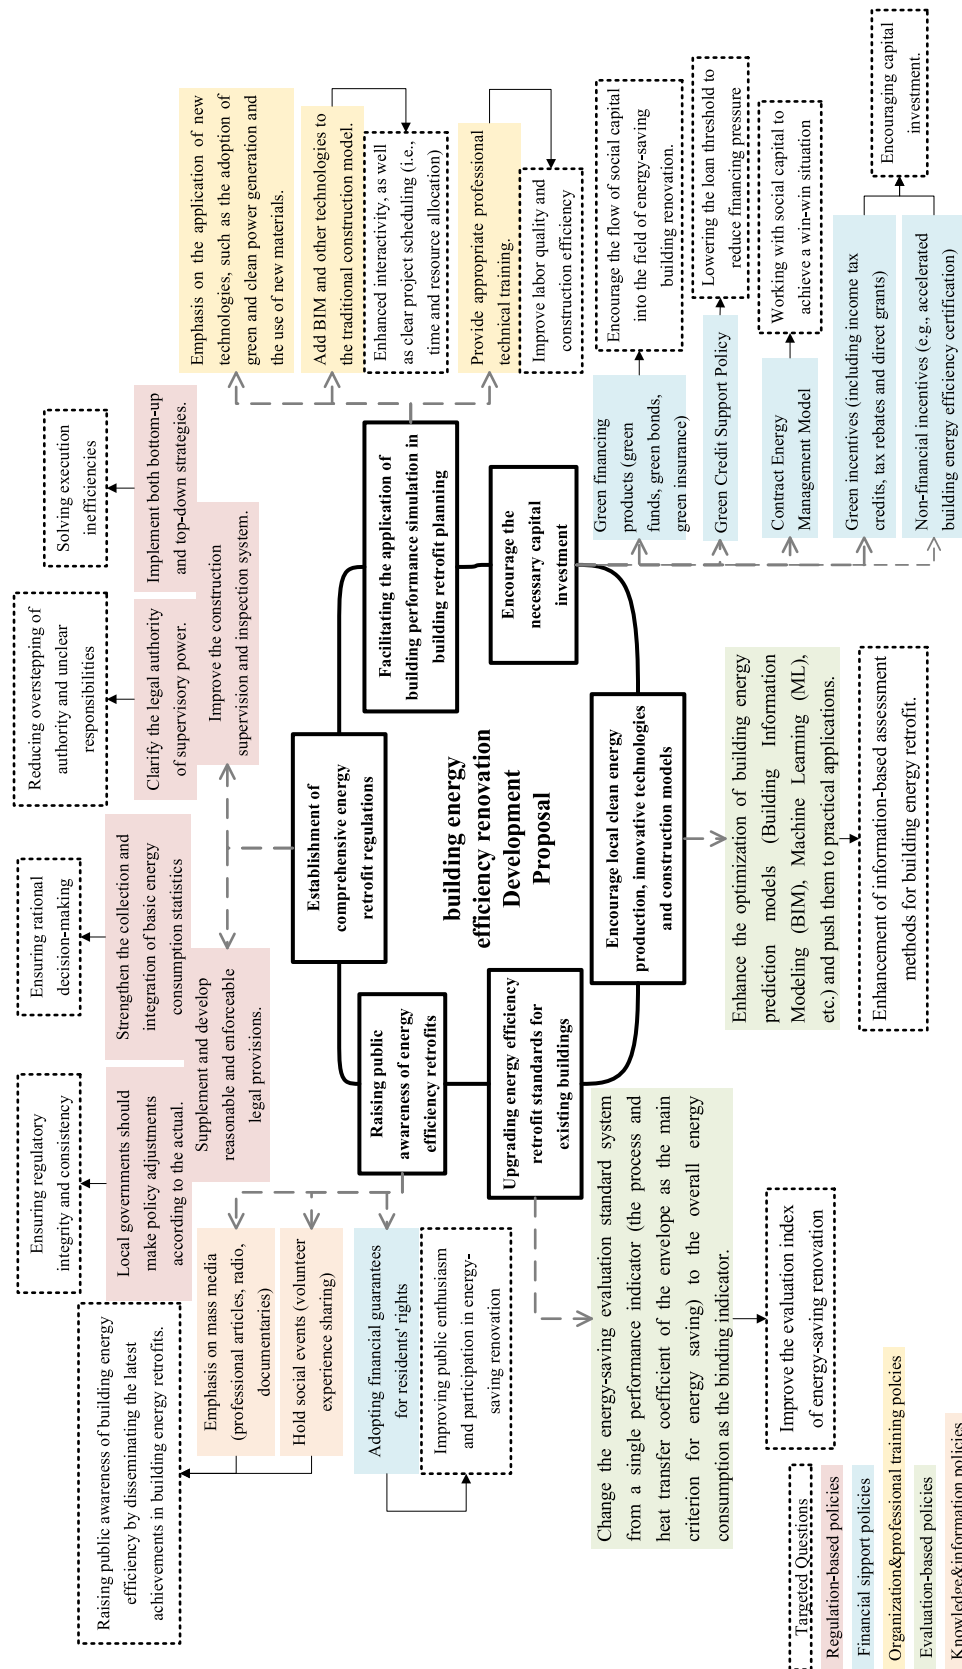 Raising public awareness of building energy
efficiency by disseminating the latest
achievements in building energy retrofits.
Ensuring regulatory
integrity and consistency
Ensuring rational
decision-making
Reducing overstepping of
authority and unclear
responsibilities
Solving execution
inefficiencies
Local governments should
make policy adjustments
according to the actual.
Strengthen the collection and
integration of basic energy
consumption statistics
Clarify the legal authority
of supervisory power.
Implement both bottom-up
and top-down strategies.
Supplement and develop
reasonable and enforceable
legal provisions.
Improve the construction
supervision and inspection system.
Emphasis on mass media
(professional articles, radio,
documentaries)
Hold social events (volunteer
experience sharing)
Adopting financial guarantees
for residents' rights
Improving public enthusiasm
and participation in energy-
saving renovation
Establishment of
comprehensive energy
retrofit regulations
Raising public
awareness of energy
efficiency retrofits
Facilitating the application of
building performance simulation in
building retrofit planning
building energy
efficiency renovation
Development
Proposal
Upgrading energy efficiency
retrofit standards for
existing buildings
Encourage the
necessary capital
investment
Encourage local clean energy
production, innovative technologies
and construction models
Emphasis on the application of new
technologies, such as the adoption of
green and clean power generation and
the use of new materials.
Add BIM and other technologies to
the traditional construction model.
Enhanced interactivity, as well
as clear project scheduling (i.e.,
time and resource allocation)
Provide appropriate professional
technical training,
Improve labor quality and
construction efficiency
Green financing
products (green
funds, green bonds,
green insurance)
Encourage the flow of social capital
into the field of energy-saving
building renovation.
Green Credit Support Policy
Lowering the loan threshold to
reduce financing pressure
Contract Energy
Management Model
Working with social capital to
achieve a win-win situation
Green incentives (including income tax
credits, tax rebates and direct grants)
Non-financial incentives (e.g., accelerated
building energy efficiency certification)
Encouraging capital
investment.
Change the energy-saving evaluation standard system
from a single performance indicator (the process and
heat transfer coefficient of the envelope as the main
criterion for energy saving) to the overall energy
consumption as the binding indicator.
Improve the evaluation index
of energy-saving renovation
Enhance the optimization of building energy
prediction models (Building Information
Modeling (BIM), Machine Learning (ML),
etc.) and push them to practical applications.
Enhancement of information-based assessment
methods for building energy retrofit.
Targeted Questions
Regulation-based policies
Financial sipport policies
Organization&professional training polcies
Evaluation-based policies
Knowledge&information policies